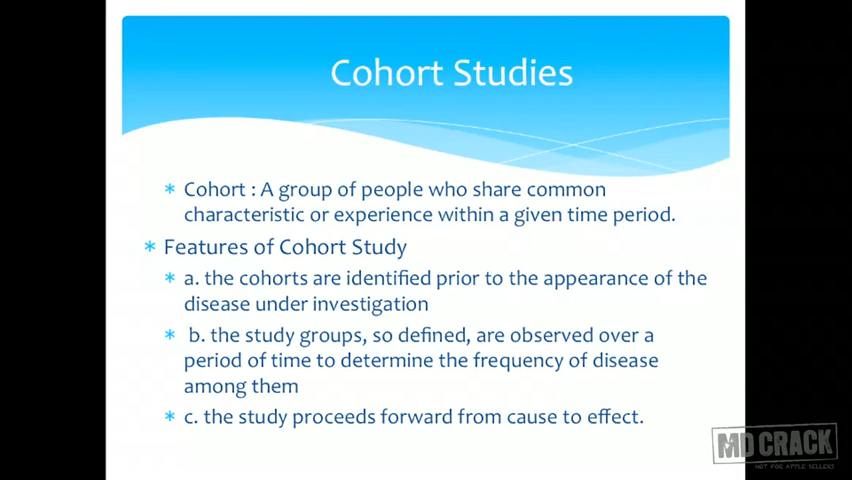 Cohort Studies
* Cohort : A group of people who share common
characteristic or experience within a given time period.
* Features of Cohort Study
* a. the cohorts are identified prior to the appearance of the
disease under investigation
* b. the study groups, so defined, are observed over a
period of time to determine the frequency of disease
among them
* c. the study proceeds forward from cause to effect.
MD CRACK
NOT FOR APPLE SELLERS